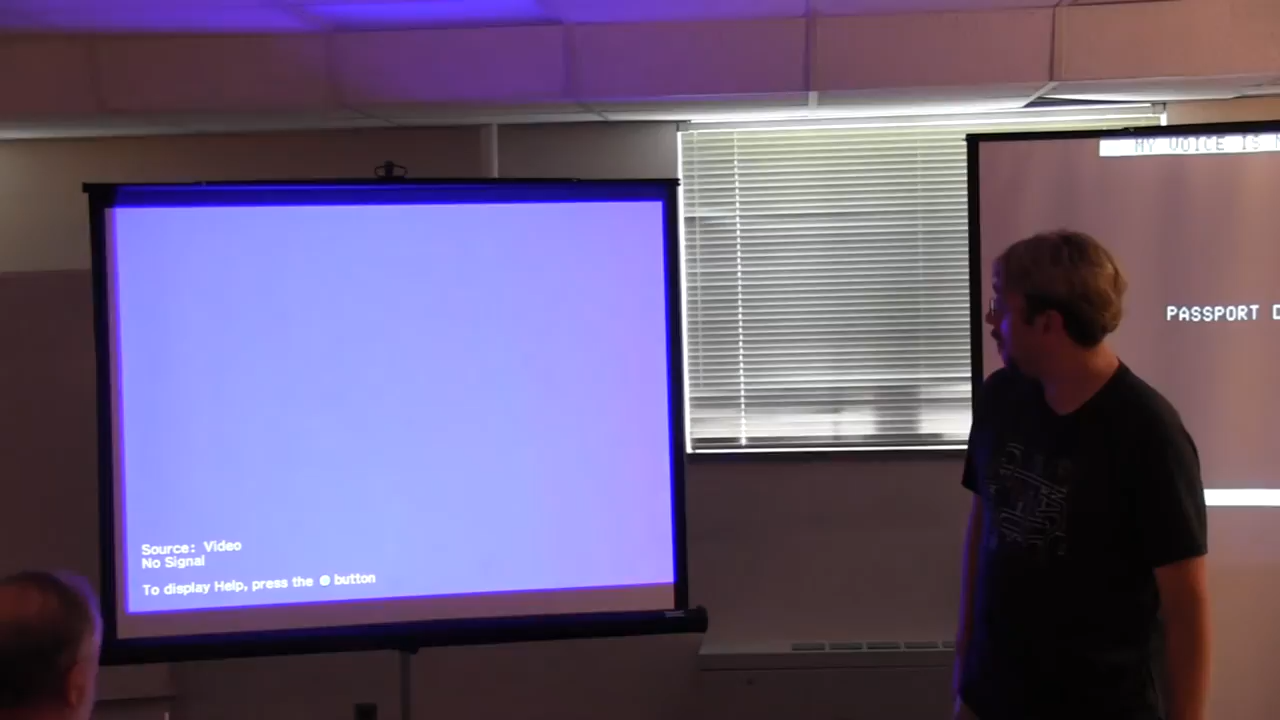 MY VOICE IS
PASSPORT
Source: Video
No Signal
To display Help, press the button